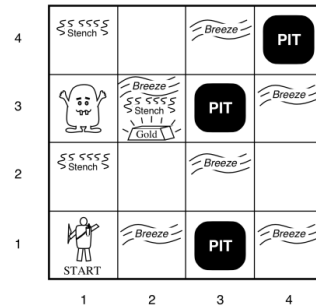 4 Stench Breeze PIT
Breeze
3 Stench PIT Breeze
Gold
2 Stench Breeze
1 START Breeze PIT Breeze
1 2 3 4